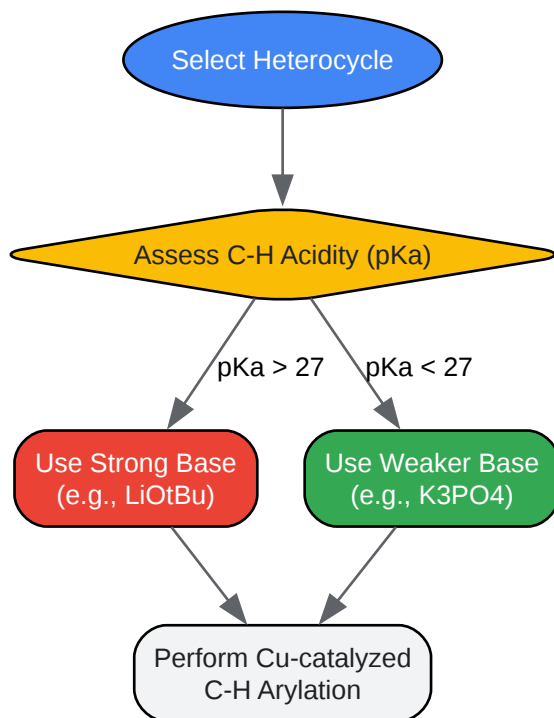 Select Heterocycle
Assess C-H Acidity (pKa)
pKa > 27
pKa < 27
Use Strong Base
(e.g., LiOtBu)
Use Weaker Base
(e.g., K3PO4)
Perform Cu-catalyzed
C-H Arylation